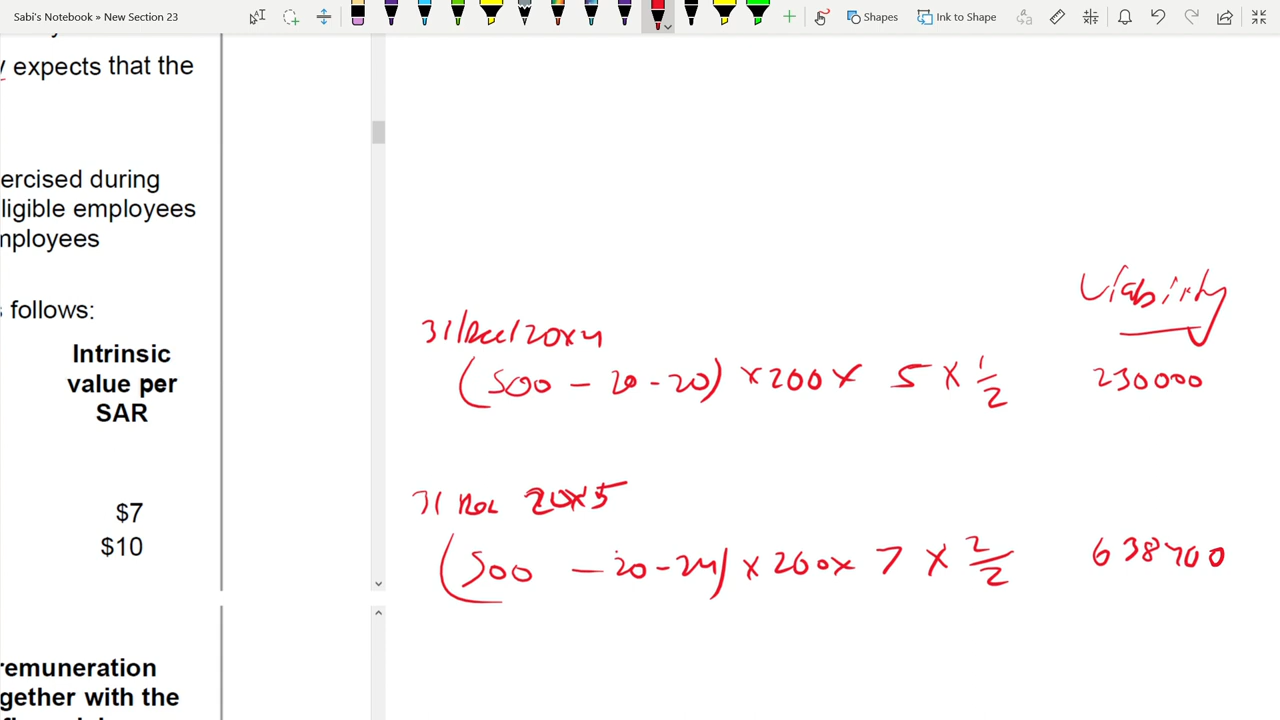 Sabi's Notebook » New Section 23
Shapes
Ink to Shape
y expects that the
ercised during
ligible employees
mployees
s follows:
Intrinsic
value per
SAR
$7
$10
remuneration
gether with the
Viability
31/Dec/20x4
(500 - 20 - 20) x 200 x 5 x 1/2 230000
31 Dec 20x5
(500 - 20 - 24) x 200 x 7 x 2/2 638400